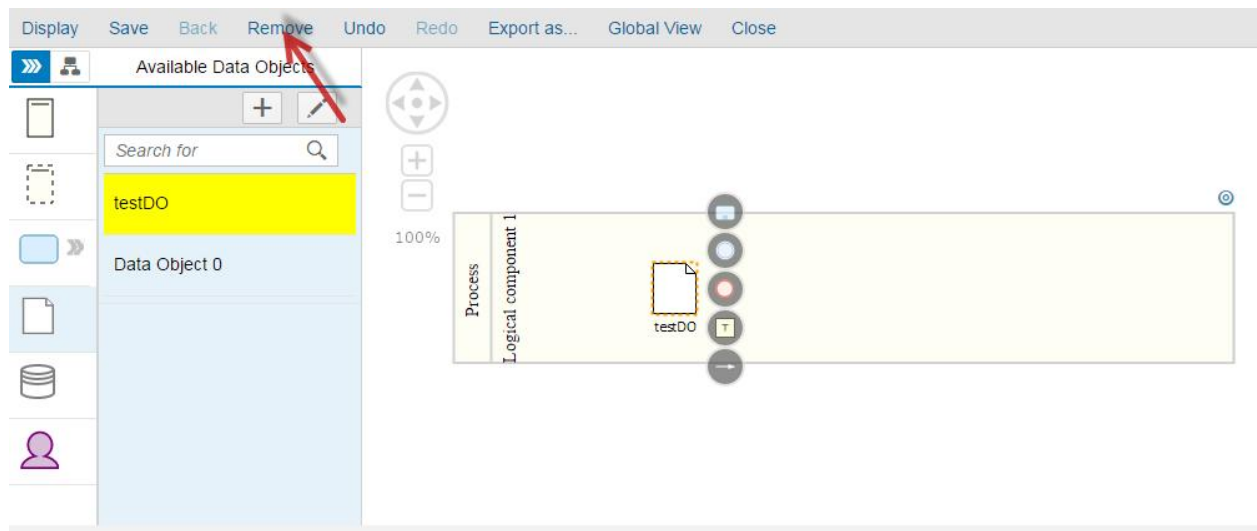 Display Save Back Remove Undo Redo Export as... Global View Close
Available Data Objects
Search for
testDO
Data Object 0
100%
Process
Logical component 1
testDO
T